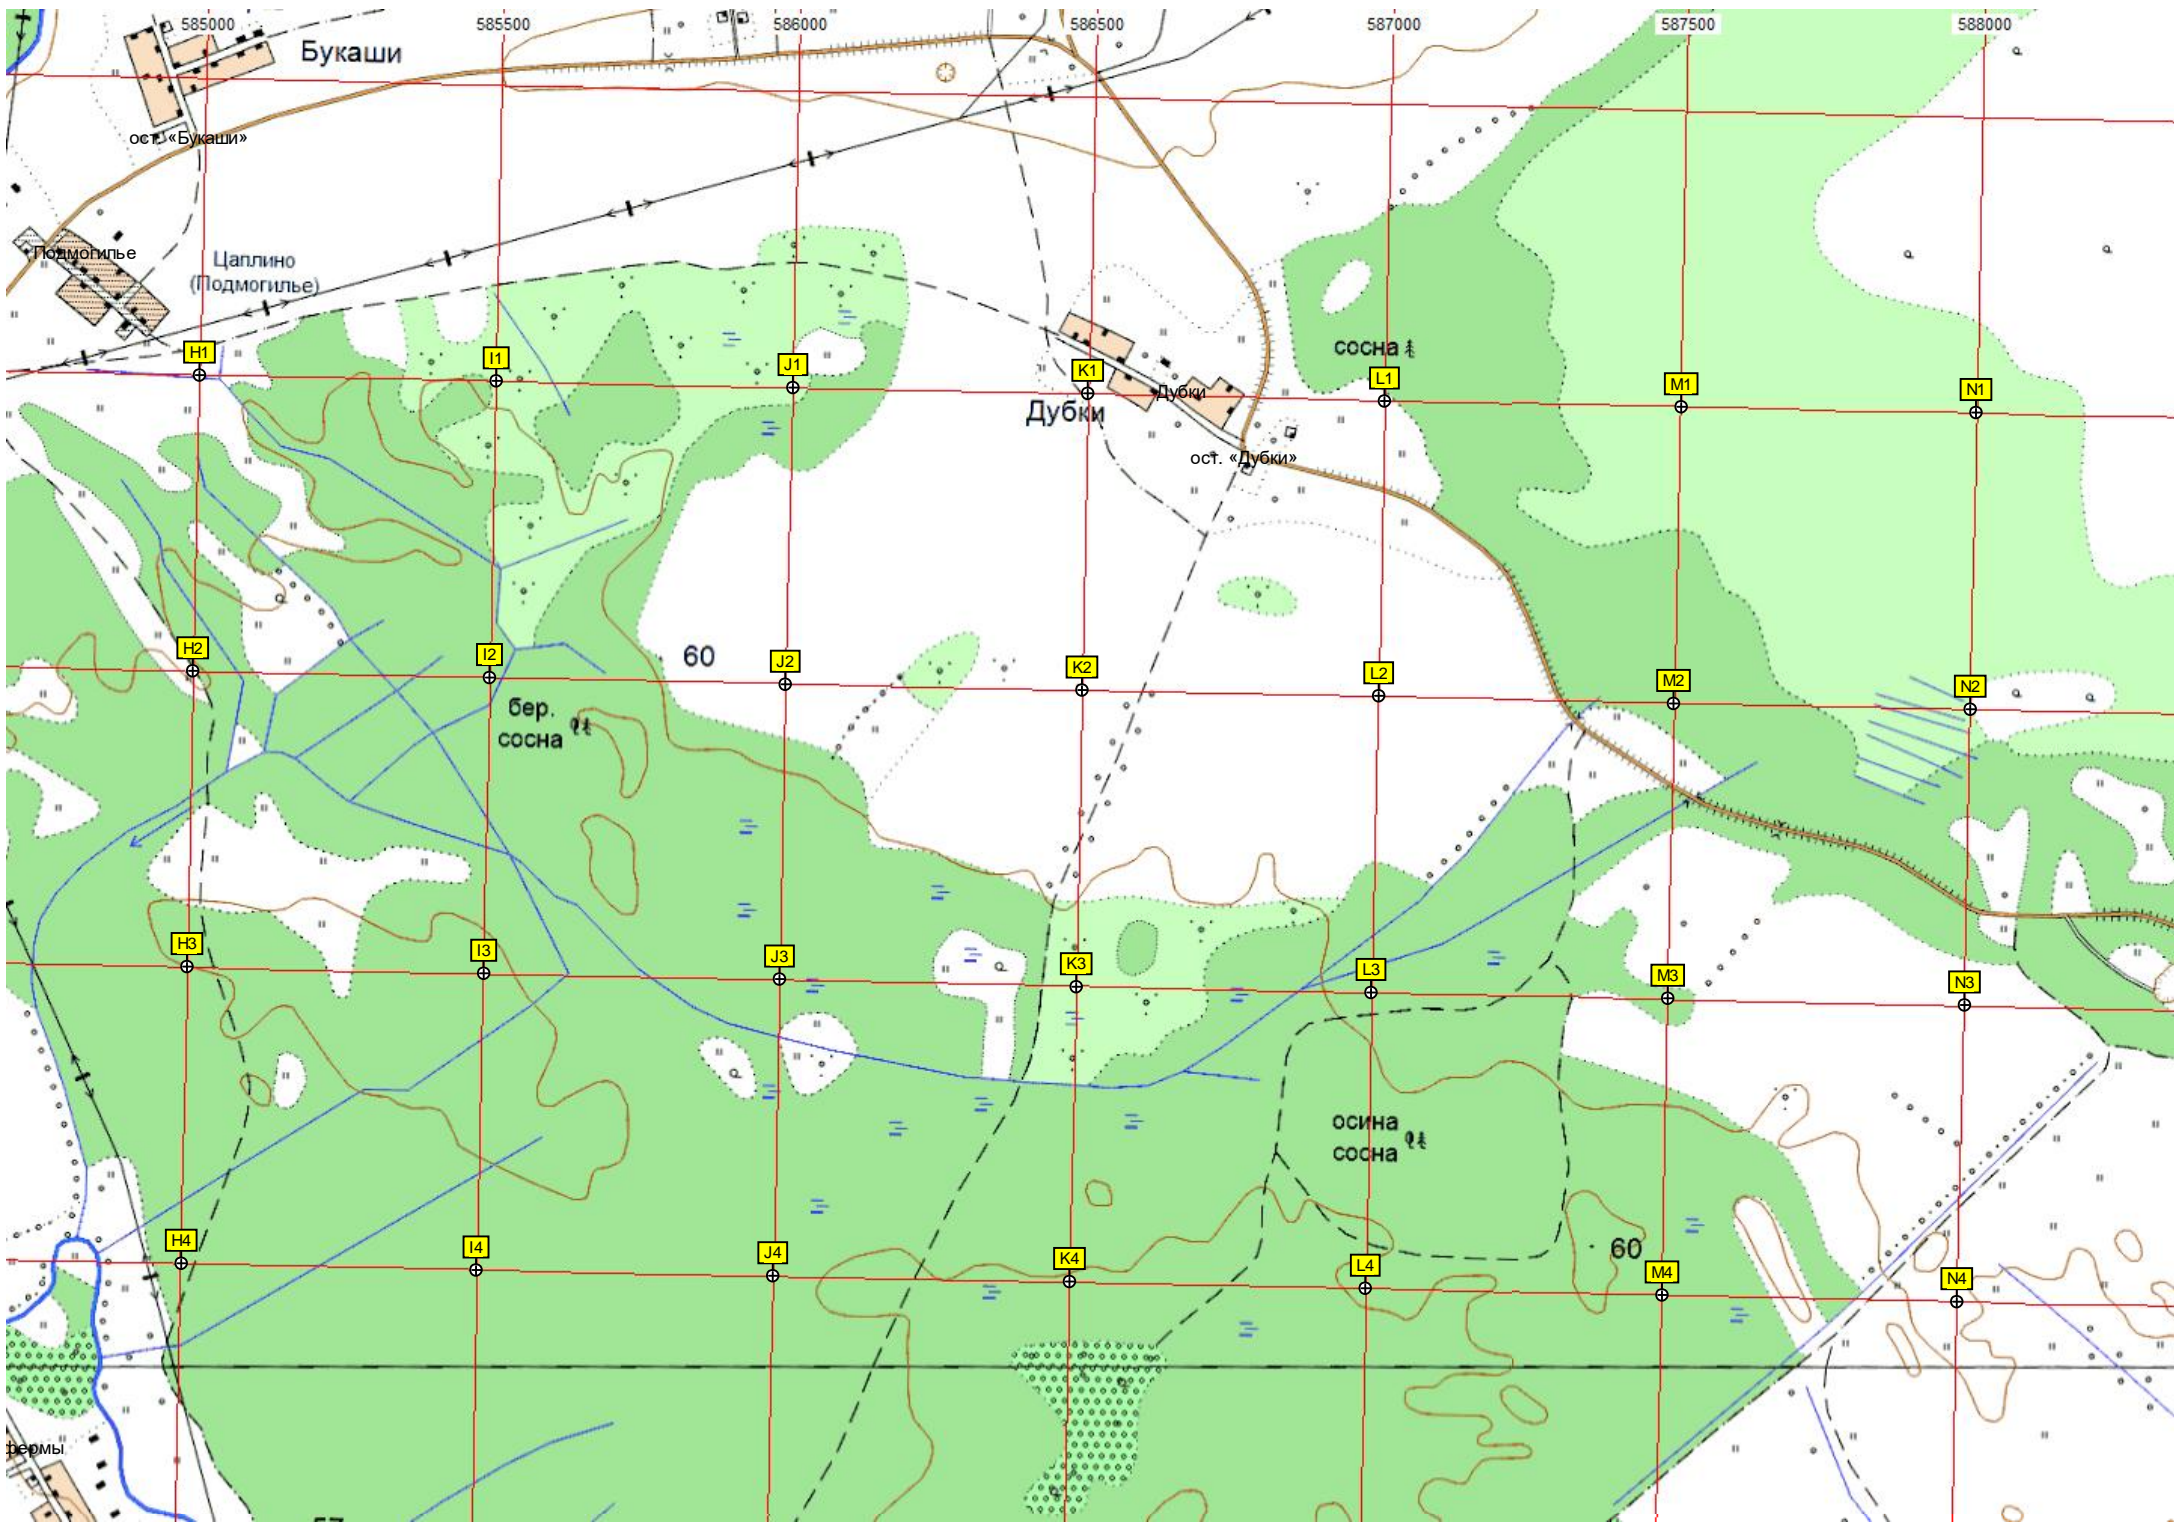 585000 585500 586000 586500 587000 587500 588000
Букаши
ост. «Букаши»
Подмогилье
Цаплино
(Подмогилье)
сосна
H1 I1 J1 K1 L1 M1 N1
Дубки
Дубки
ост. «Дубки»
H2 I2 J2 K2 L2 M2 N2
60
бер.
сосна
H3 I3 J3 K3 L3 M3 N3
осина
сосна
60
H4 I4 J4 K4 L4 M4 N4
фермы